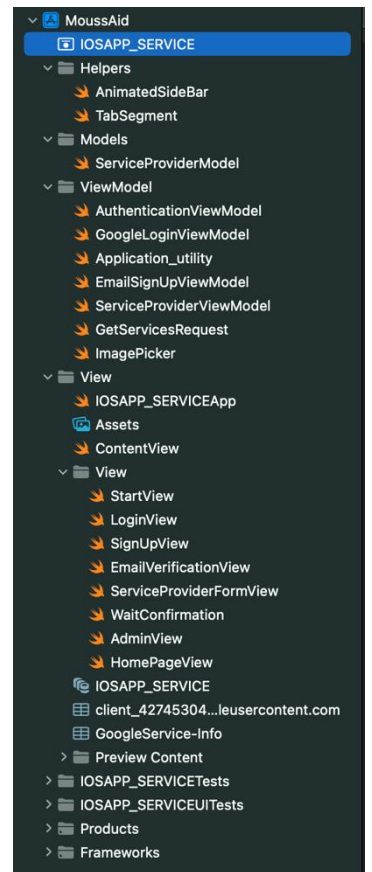 MoussAid
IOSAPP_SERVICE
Helpers
AnimatedSideBar
TabSegment
Models
ServiceProviderModel
ViewModel
AuthenticationViewModel
GoogleLoginViewModel
Application_utility
EmailSignUpViewModel
ServiceProviderViewModel
GetServicesRequest
ImagePicker
View
IOSAPP_SERVICEApp
Assets
ContentView
View
StartView
LoginView
SignUpView
EmailVerificationView
ServiceProviderFormView
WaitConfirmation
AdminView
HomePageView
IOSAPP_SERVICE
client_42745304...leusercontent.com
GoogleService-Info
Preview Content
IOSAPP_SERVICETests
IOSAPP_SERVICEUITests
Products
Frameworks